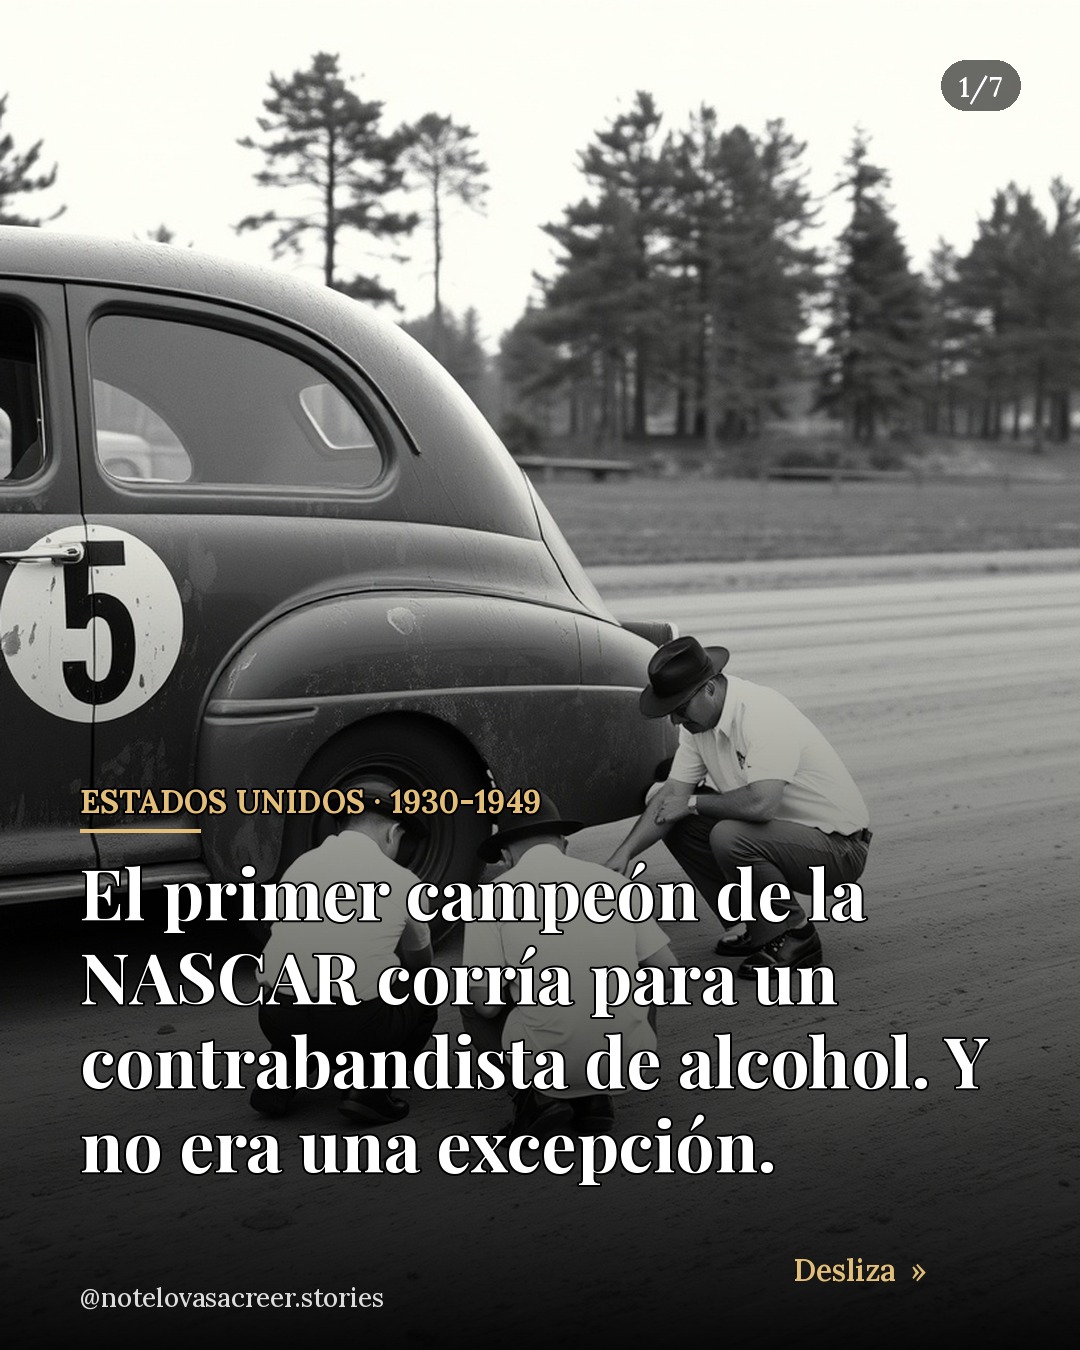 1/7
5
ESTADOS UNIDOS · 1930–1949
El primer campeón de la
NASCAR corría para un
contrabandista de alcohol. Y
no era una excepción.
Desliza »
@notelovasacreer.stories